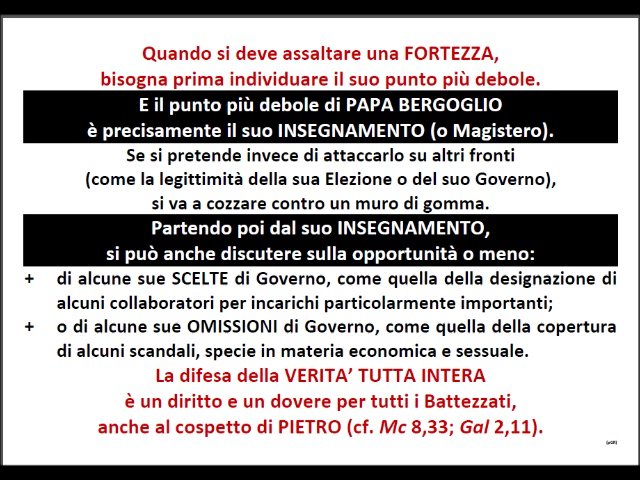 Quando si deve assaltare una FORTEZZA,
bisogna prima individuare il suo punto più debole.
E il punto più debole di PAPA BERGOGLIO
è precisamente il suo INSEGNAMENTO (o Magistero).
Se si pretende invece di attaccarlo su altri fronti
(come la legittimità della sua Elezione o del suo Governo),
si va a cozzare contro un muro di gomma.
Partendo poi dal suo INSEGNAMENTO,
si può anche discutere sulla opportunità o meno:
+ di alcune sue SCELTE di Governo, come quella della designazione di
alcuni collaboratori per incarichi particolarmente importanti;
+ o di alcune sue OMISSIONI di Governo, come quella della copertura
di alcuni scandali, specie in materia economica e sessuale.
La difesa della VERITA’ TUTTA INTERA
è un diritto e un dovere per tutti i Battezzati,
anche al cospetto di PIETRO (cf. Mc 8,33; Gal 2,11).